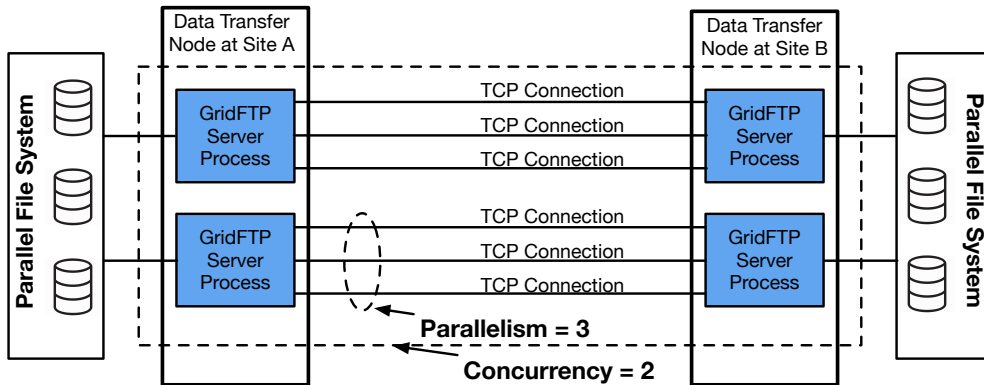 Data Transfer
Node at Site A
Data Transfer
Node at Site B
Parallel File System
GridFTP
Server
Process
TCP Connection
TCP Connection
TCP Connection
GridFTP
Server
Process
Parallel File System
GridFTP
Server
Process
TCP Connection
TCP Connection
TCP Connection
GridFTP
Server
Process
Parallelism = 3
Concurrency = 2